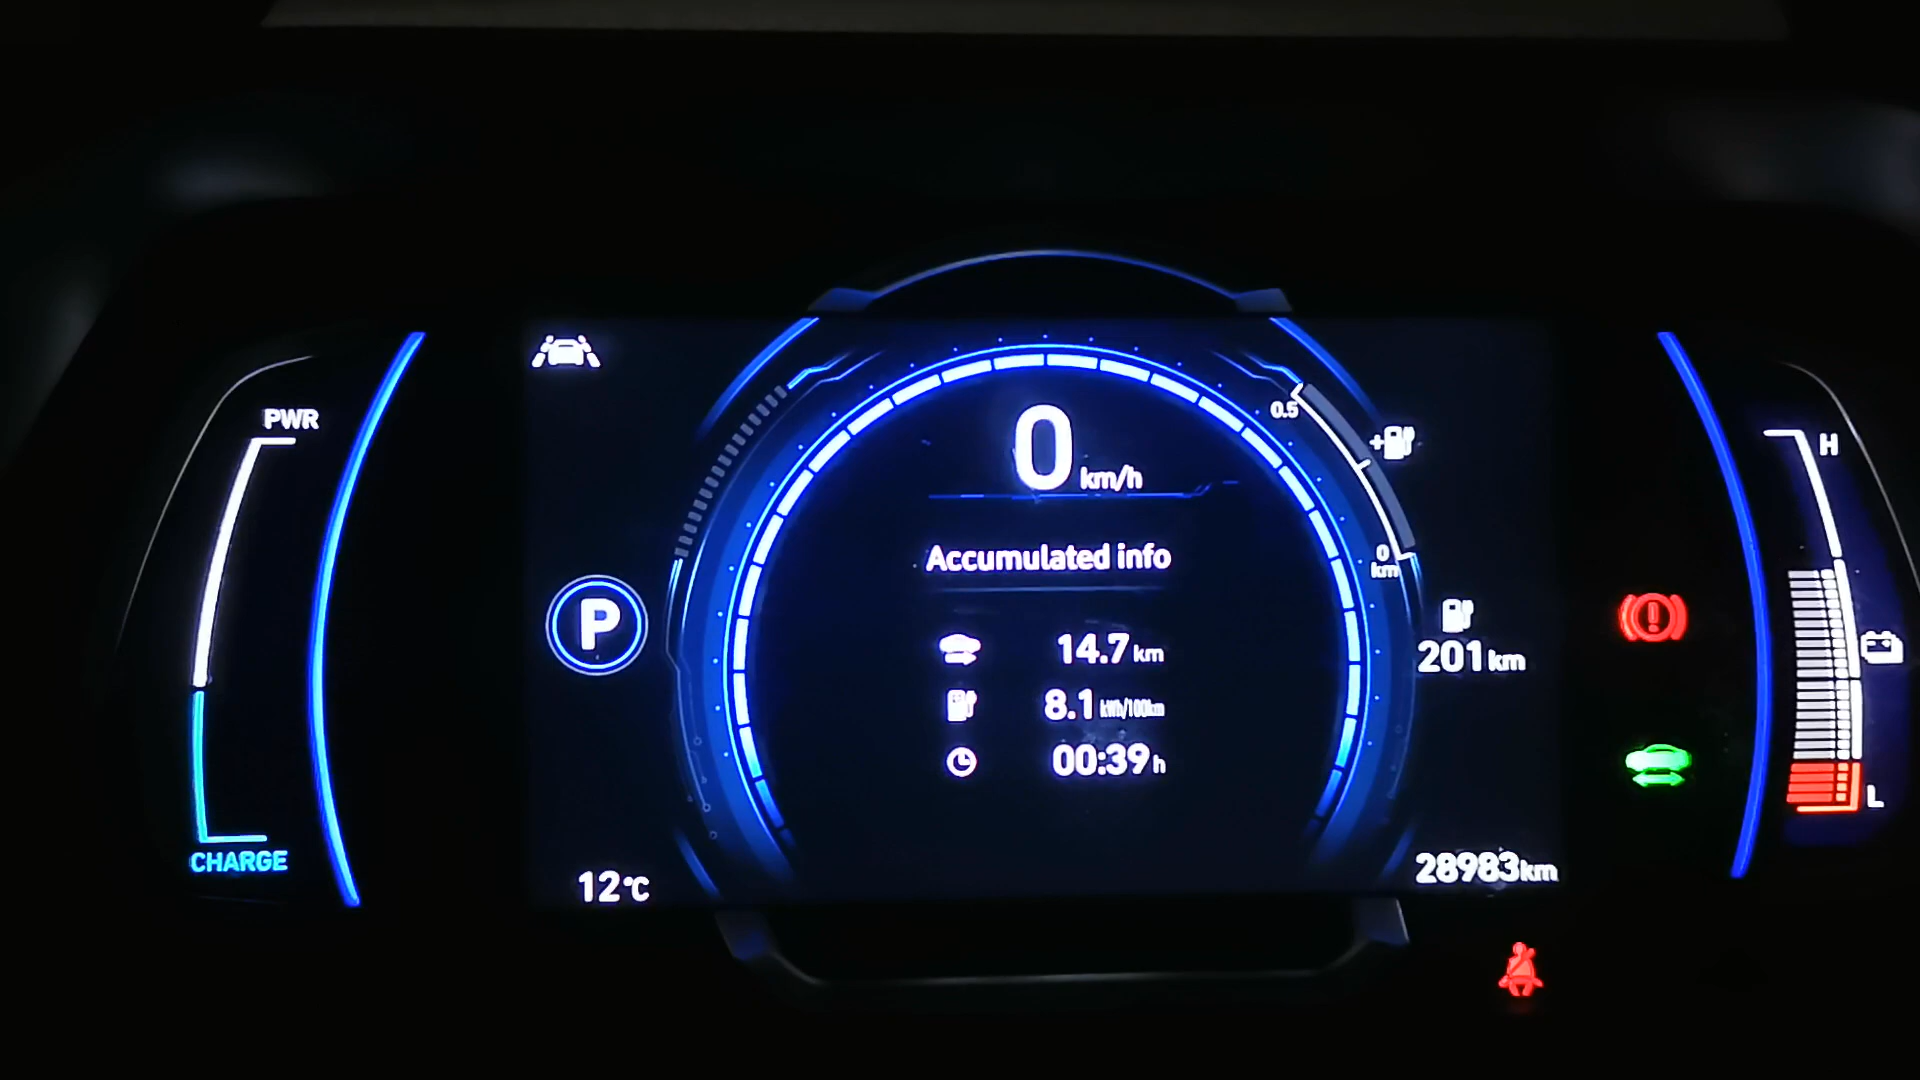 PWR
0.5
0 km/h
H
Accumulated info
0
km
P
14.7 km
201 km
8.1 kWh/100km
00:39 h
L
CHARGE
12°C
28983 km